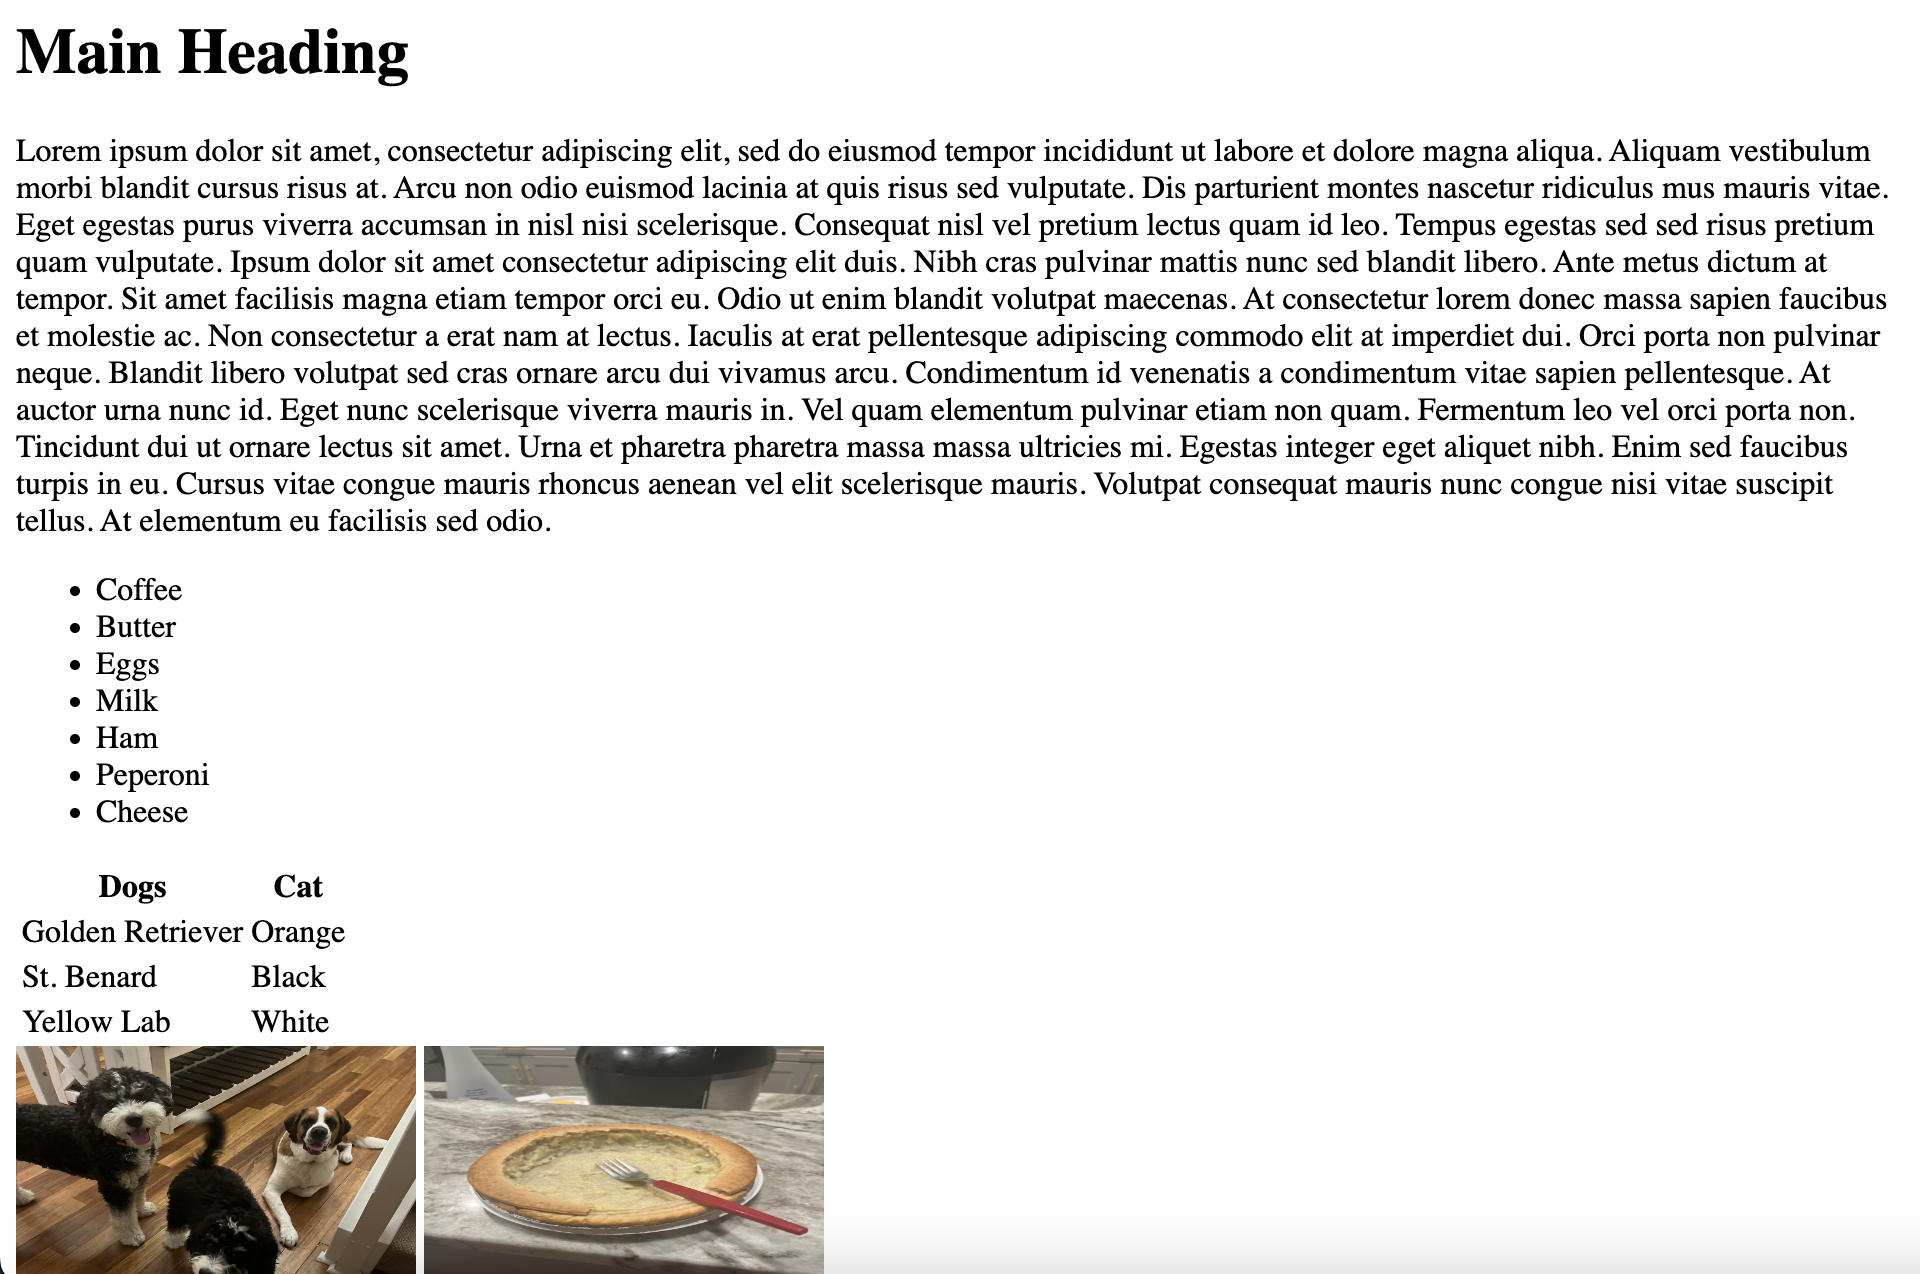 Main Heading
Lorem ipsum dolor sit amet, consectetur adipiscing elit, sed do eiusmod tempor incididunt ut labore et dolore magna aliqua. Aliquam vestibulum
morbi blandit cursus risus at. Arcu non odio euismod lacinia at quis risus sed vulputate. Dis parturient montes nascetur ridiculus mus mauris vitae.
Eget egestas purus viverra accumsan in nisl nisi scelerisque. Consequat nisl vel pretium lectus quam id leo. Tempus egestas sed sed risus pretium
quam vulputate. Ipsum dolor sit amet consectetur adipiscing elit duis. Nibh cras pulvinar mattis nunc sed blandit libero. Ante metus dictum at
tempor. Sit amet facilisis magna etiam tempor orci eu. Odio ut enim blandit volutpat maecenas. At consectetur lorem donec massa sapien faucibus
et molestie ac. Non consectetur a erat nam at lectus. Iaculis at erat pellentesque adipiscing commodo elit at imperdiet dui. Orci porta non pulvinar
neque. Blandit libero volutpat sed cras ornare arcu dui vivamus arcu. Condimentum id venenatis a condimentum vitae sapien pellentesque. At
auctor urna nunc id. Eget nunc scelerisque viverra mauris in. Vel quam elementum pulvinar etiam non quam. Fermentum leo vel orci porta non.
Tincidunt dui ut ornare lectus sit amet. Urna et pharetra pharetra massa massa ultricies mi. Egestas integer eget aliquet nibh. Enim sed faucibus
turpis in eu. Cursus vitae congue mauris rhoncus aenean vel elit scelerisque mauris. Volutpat consequat mauris nunc congue nisi vitae suscipit
tellus. At elementum eu facilisis sed odio.
• Coffee
• Butter
• Eggs
• Milk
• Ham
• Peperoni
• Cheese
Dogs Cat
Golden Retriever Orange
St. Benard Black
Yellow Lab White